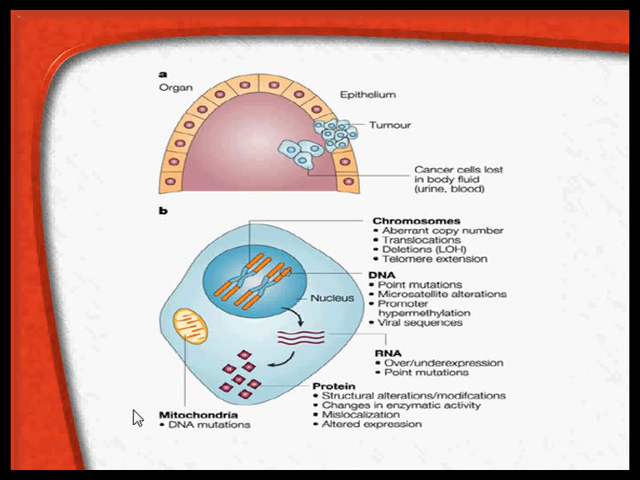 a
Organ
Epithelium
Tumour
Cancer cells lost
in body fluid
(urine, blood)
b
Chromosomes
• Aberrant copy number
• Translocations
• Deletions (LOH)
• Telomere extension
DNA
• Point mutations
• Microsatellite alterations
• Promoter
hypermethylation
• Viral sequences
Nucleus
RNA
• Over/underexpression
• Point mutations
Protein
• Structural alterations/modifcations
• Changes in enzymatic activity
• Mislocalization
• Altered expression
Mitochondria
• DNA mutations